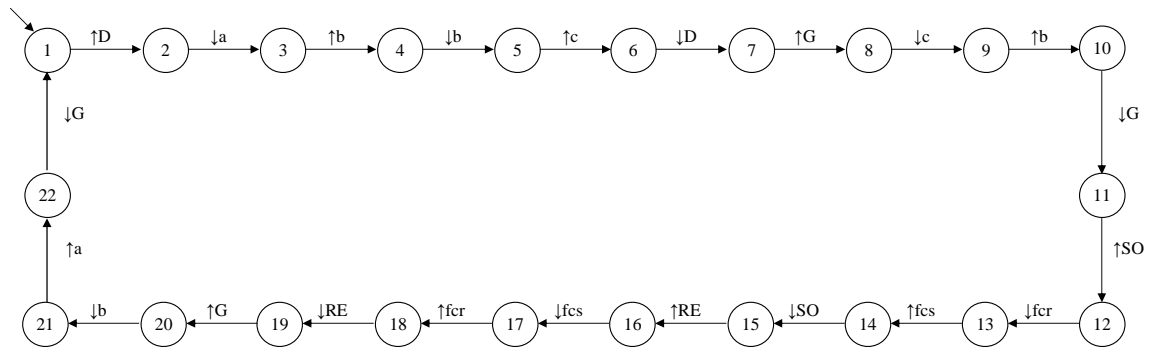 ↑D ↓a ↑b ↓b ↑c ↓D ↑G ↓c ↑b
1 2 3 4 5 6 7 8 9 10
↓G ↓G
22 11
↑a ↑SO
↓b ↑G ↓RE ↑fcr ↓fcs ↑RE ↓SO ↑fcs ↓fcr
21 20 19 18 17 16 15 14 13 12